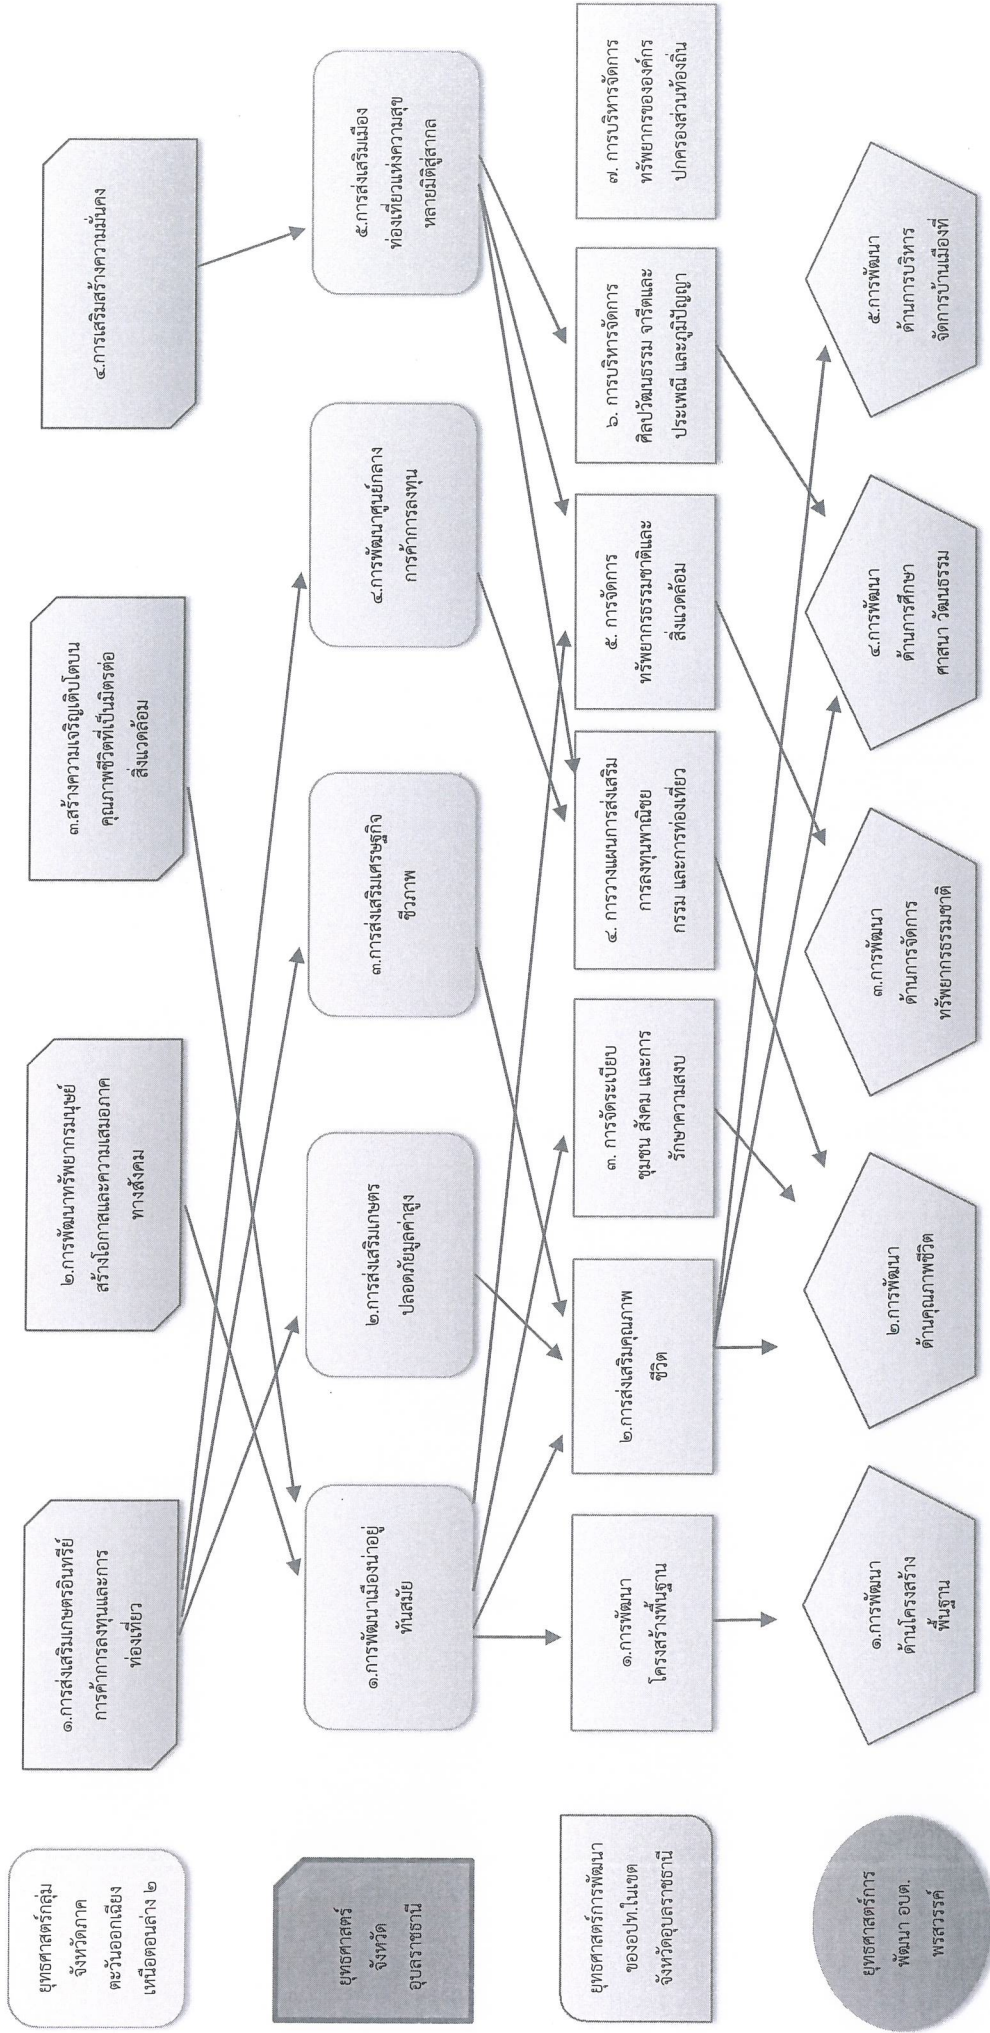 ยุทธศาสตร์กลุ่ม
จังหวัดภาค
ตะวันออกเฉียง
เหนือตอนล่าง ๒
๑.การส่งเสริมเกษตรอินทรีย์
การค้าการลงทุนและการ
ท่องเที่ยว
๒.การพัฒนาทรัพยากรมนุษย์
สร้างโอกาสและความเสมอภาค
ทางสังคม
๓.สร้างความเจริญเติบโตบน
คุณภาพชีวิตที่เป็นมิตรต่อ
สิ่งแวดล้อม
๔.การเสริมสร้างความมั่นคง
ยุทธศาสตร์
จังหวัด
อุบลราชธานี
๑.การพัฒนาเมืองน่าอยู่
ทันสมัย
๒.การส่งเสริมเกษตร
ปลอดภัยมูลค่าสูง
๓.การส่งเสริมเศรษฐกิจ
ชีวภาพ
๔.การพัฒนาศูนย์กลาง
การค้าการลงทุน
๕.การส่งเสริมเมือง
ท่องเที่ยวแห่งความสุข
หลายมิติสู่สากล
ยุทธศาสตร์การพัฒนา
ของอปท.ในเขต
จังหวัดอุบลราชธานี
๑.การพัฒนา
โครงสร้างพื้นฐาน
๒.การส่งเสริมคุณภาพ
ชีวิต
๓. การจัดระเบียบ
ชุมชน สังคม และการ
รักษาความสงบ
๔. การวางแผนการส่งเสริม
การลงทุนพาณิชย
กรรม และการท่องเที่ยว
๕. การจัดการ
ทรัพยากรธรรมชาติและ
สิ่งแวดล้อม
๖. การบริหารจัดการ
ศิลปวัฒนธรรม จารีตและ
ประเพณี และภูมิปัญญา
๗. การบริหารจัดการ
ทรัพยากรขององค์กร
ปกครองส่วนท้องถิ่น
ยุทธศาสตร์การ
พัฒนา อบต.
พรสวรรค์
๑.การพัฒนา
ด้านโครงสร้าง
พื้นฐาน
๒.การพัฒนา
ด้านคุณภาพชีวิต
๓.การพัฒนา
ด้านการจัดการ
ทรัพยากรธรรมชาติ
๔.การพัฒนา
ด้านการศึกษา
ศาสนา วัฒนธรรม
๕.การพัฒนา
ด้านการบริหาร
จัดการบ้านเมืองที่